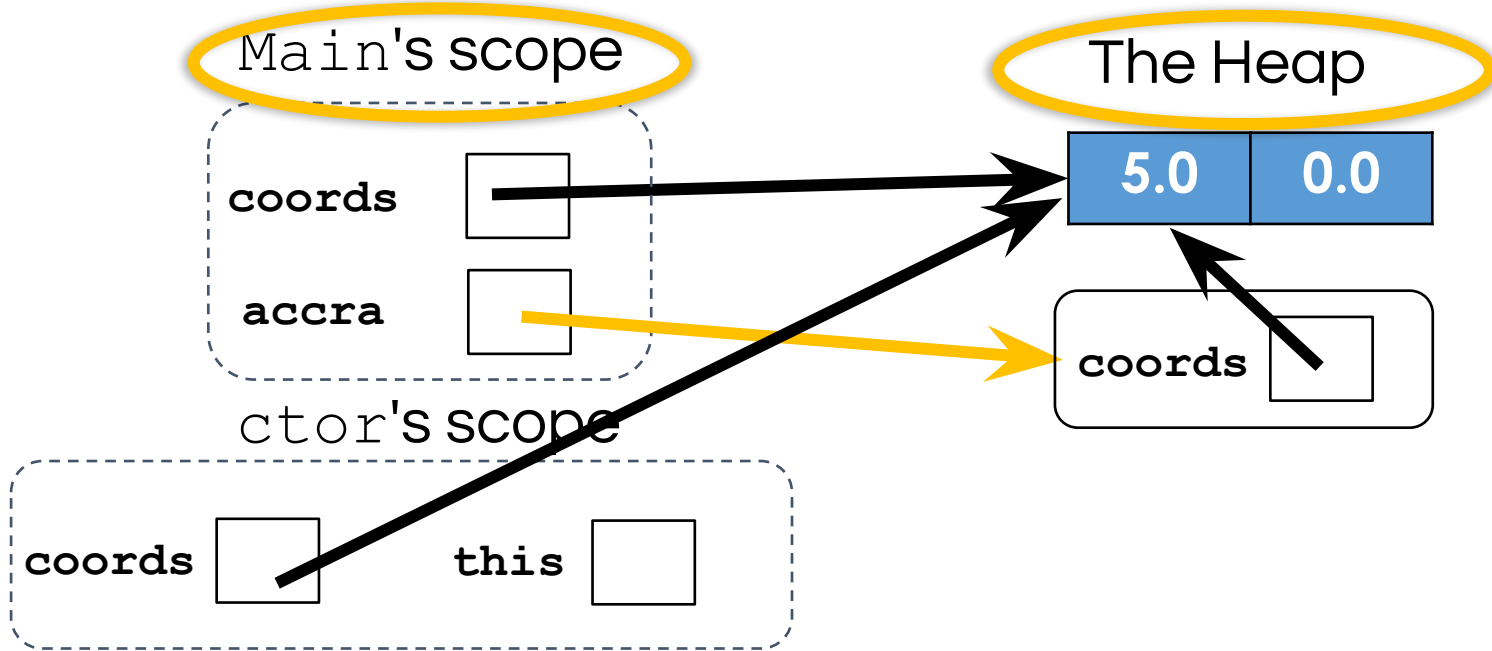 Main's scope
The Heap
coords
5.0 0.0
accra
coords
ctor's scope
coords
this